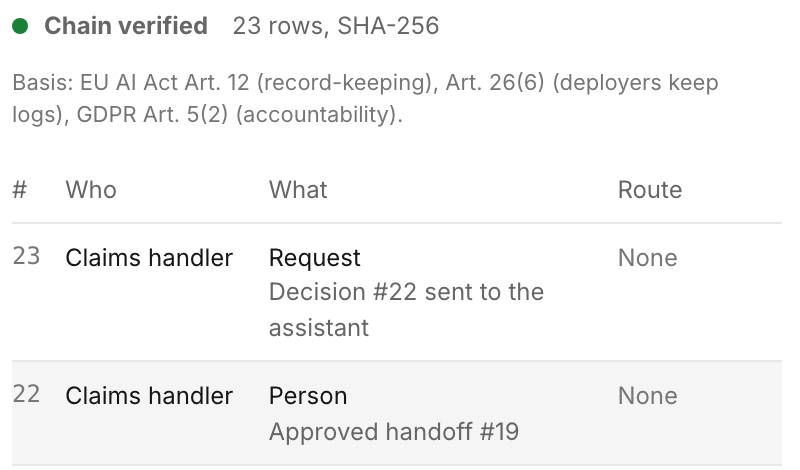 Chain verified 23 rows, SHA-256
Basis: EU AI Act Art. 12 (record-keeping), Art. 26(6) (deployers keep
logs), GDPR Art. 5(2) (accountability).
# Who What Route
23 Claims handler Request None
Decision #22 sent to the
assistant
22 Claims handler Person None
Approved handoff #19